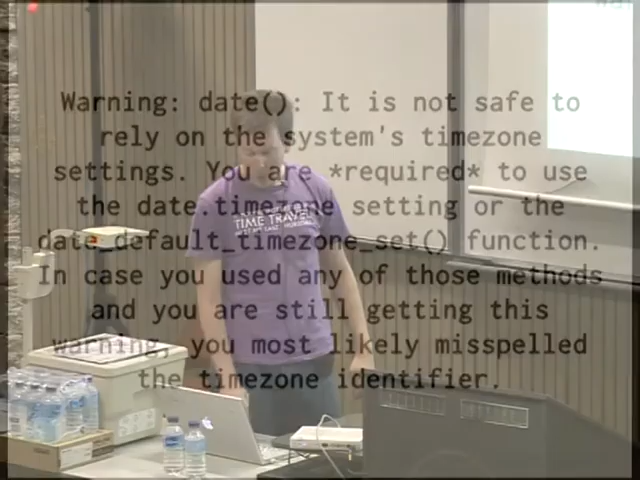 Warning: date(): It is not safe to
rely on the system's timezone
settings. You are *required* to use
the date.timezone setting or the
date_default_timezone_set() function.
In case you used any of those methods
and you are still getting this
warning, you most likely misspelled
the timezone identifier.
TIME TRAVEL